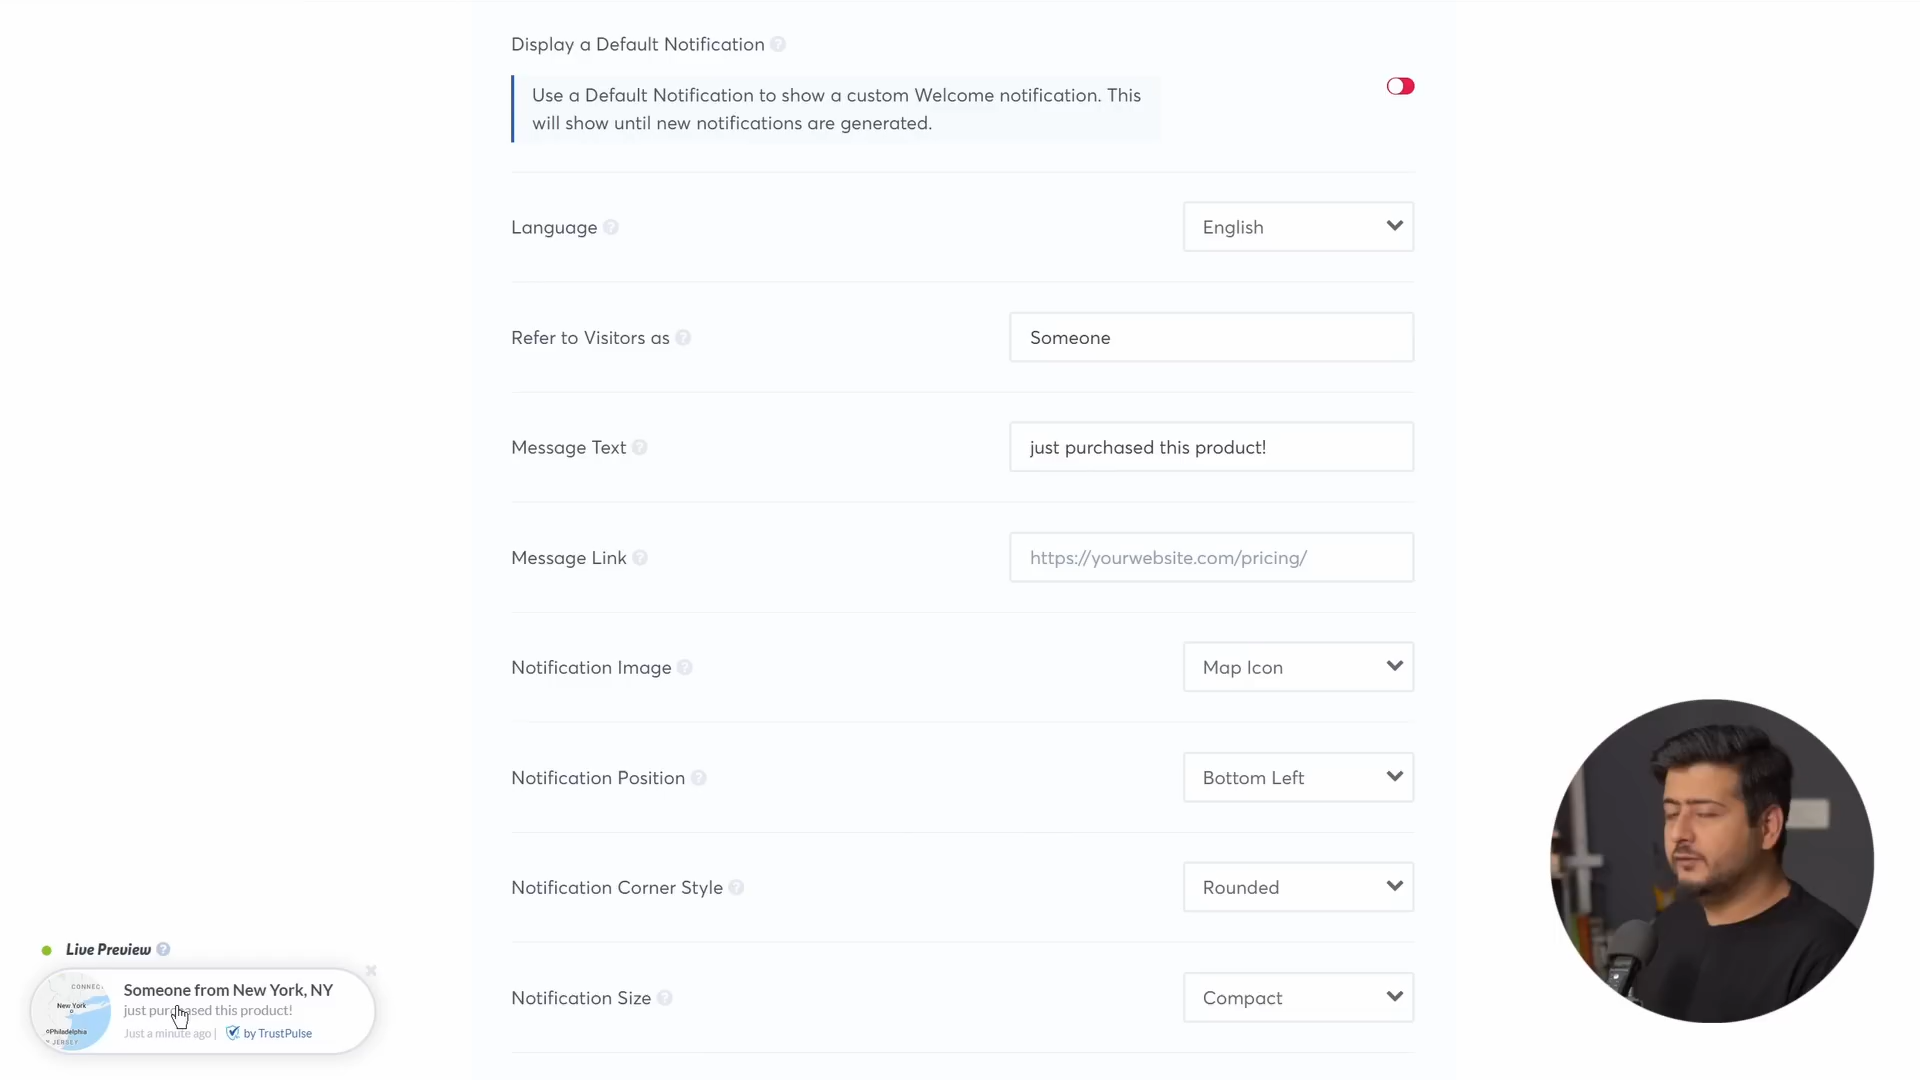 Display a Default Notification
Use a Default Notification to show a custom Welcome notification. This
will show until new notifications are generated.
Language
English
Refer to Visitors as
Someone
Message Text
just purchased this product!
Message Link
https://yourwebsite.com/pricing/
Notification Image
Map Icon
Notification Position
Bottom Left
Notification Corner Style
Rounded
Notification Size
Compact
Live Preview
Someone from New York, NY
just purchased this product!
Just a minute ago |
by TrustPulse
CONNEC
New York
Philadelphia
JERSEY